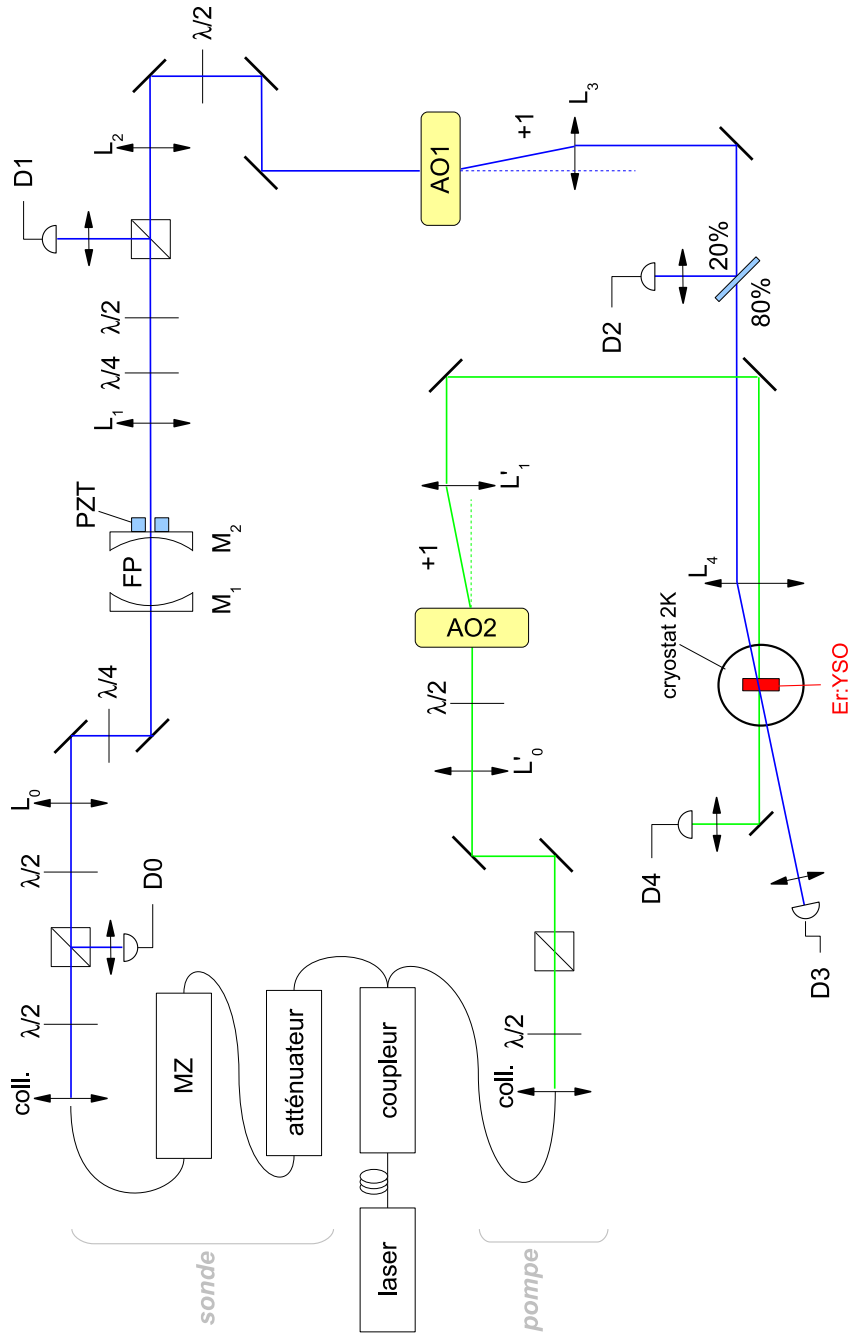 sonde
pompe
laser
coupleur
atténuateur
MZ
coll.
λ/2
D0
λ/2
L0
λ/4
M1
FP
M2
PZT
L1
λ/4
λ/2
D1
L2
λ/2
AO1
+1
L3
20%
80%
D2
coll.
λ/2
L'0
λ/2
AO2
+1
L'1
L4
cryostat 2K
Er:YSO
D4
D3